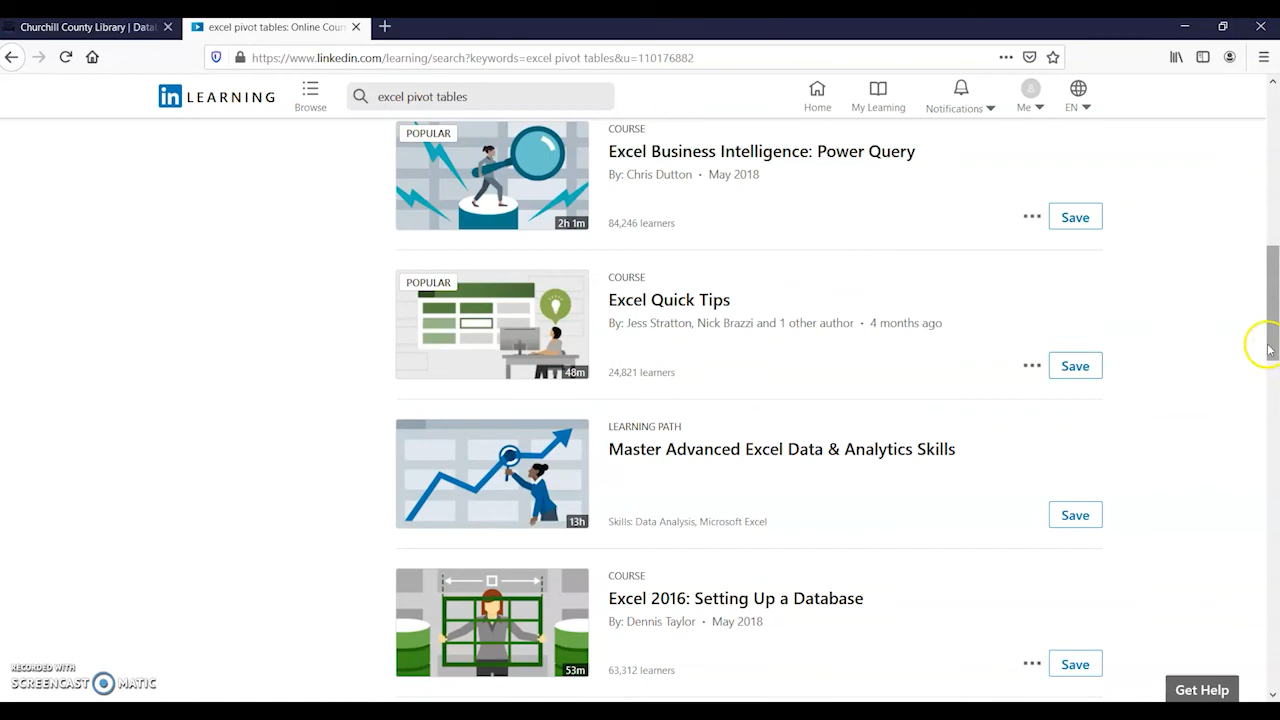 Churchill County Library | Datal
excel pivot tables: Online Cour
https://www.linkedin.com/learning/search?keywords=excel pivot tables&u=110176882
in LEARNING
Browse
excel pivot tables
Home
My Learning
Notifications
Me
EN
POPULAR
2h 1m
COURSE
Excel Business Intelligence: Power Query
By: Chris Dutton • May 2018
84,246 learners
Save
POPULAR
48m
COURSE
Excel Quick Tips
By: Jess Stratton, Nick Brazzi and 1 other author • 4 months ago
24,821 learners
Save
13h
LEARNING PATH
Master Advanced Excel Data & Analytics Skills
Skills: Data Analysis, Microsoft Excel
Save
53m
COURSE
Excel 2016: Setting Up a Database
By: Dennis Taylor • May 2018
63,312 learners
Save
RECORDED WITH
SCREENCAST MATIC
Get Help